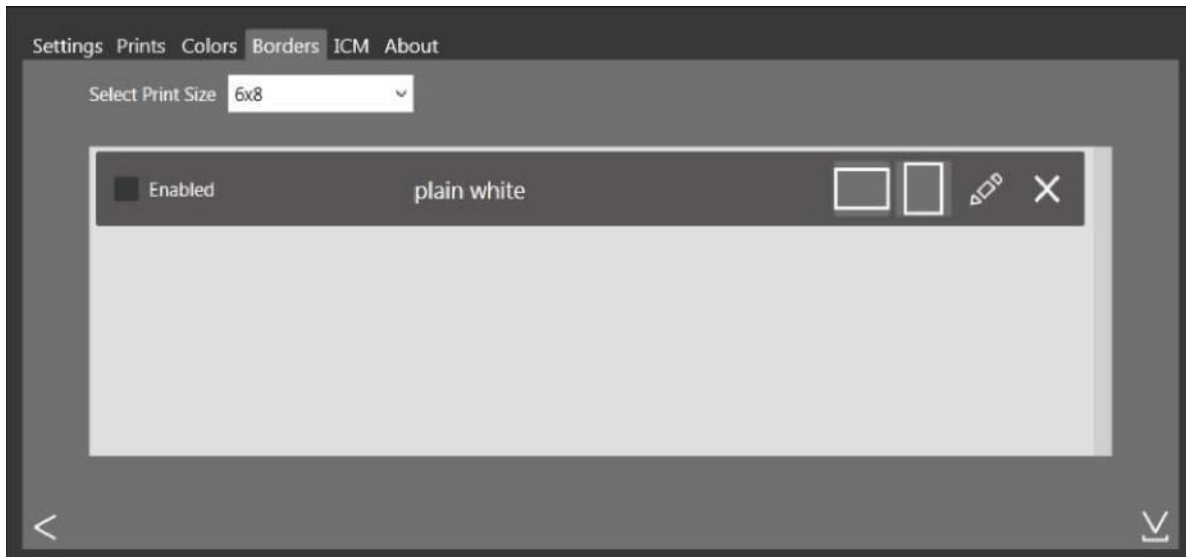 Settings Prints Colors Borders ICM About
Select Print Size 6x8
Enabled plain white